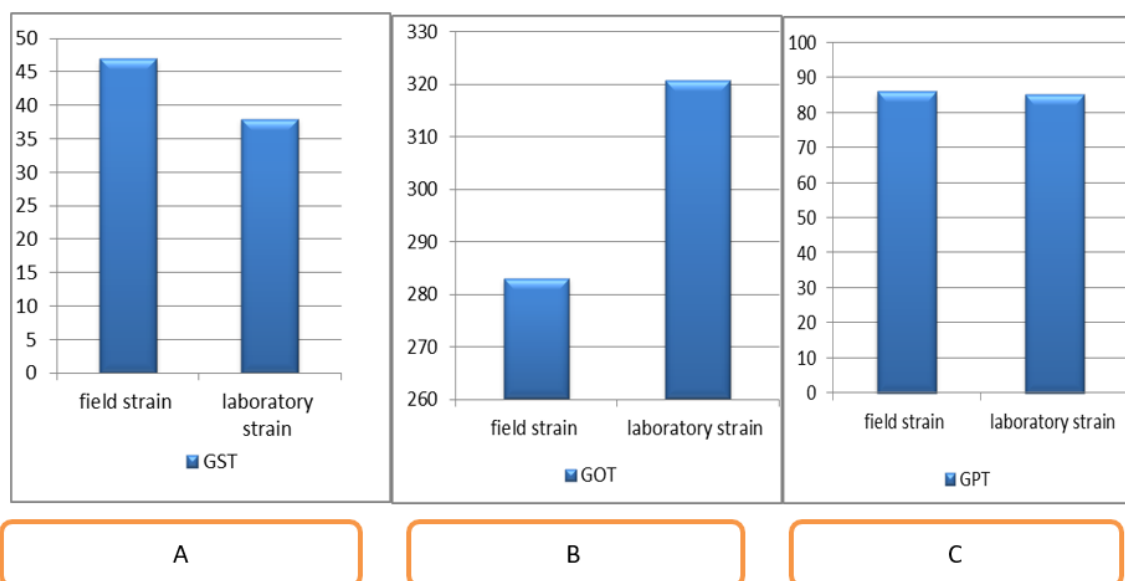 50
45
40
35
30
25
20
15
10
5
0
field strain
laboratory
strain
GST
330
320
310
300
290
280
270
260
field strain
laboratory strain
GOT
100
90
80
70
60
50
40
30
20
10
0
field strain
laboratory strain
GPT
A
B
C